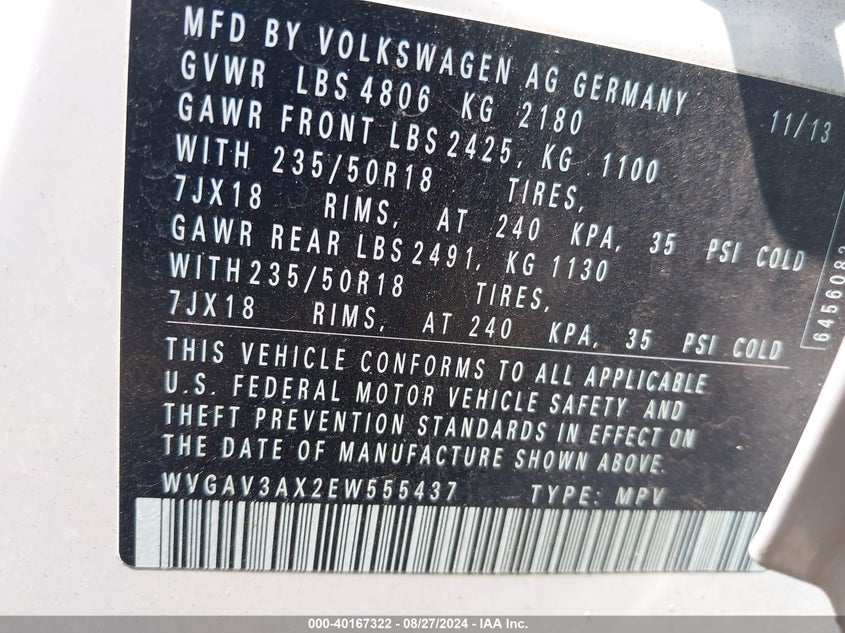 MFD BY VOLKSWAGEN AG GERMANY
GVWR LBS 4806 KG 2180 11/13
GAWR FRONT LBS 2425, KG 1100
WITH 235/50R18 TIRES,
7JX18 RIMS, AT 240 KPA, 35 PSI COLD
GAWR REAR LBS 2491, KG 1130
WITH 235/50R18 TIRES,
7JX18 RIMS, AT 240 KPA, 35 PSI COLD
THIS VEHICLE CONFORMS TO ALL APPLICABLE
U.S. FEDERAL MOTOR VEHICLE SAFETY AND
THEFT PREVENTION STANDARDS IN EFFECT ON
THE DATE OF MANUFACTURE SHOWN ABOVE.
WVGAV3AX2EW555437 TYPE: MPV
000-40167322 - 08/27/2024 - IAA Inc.